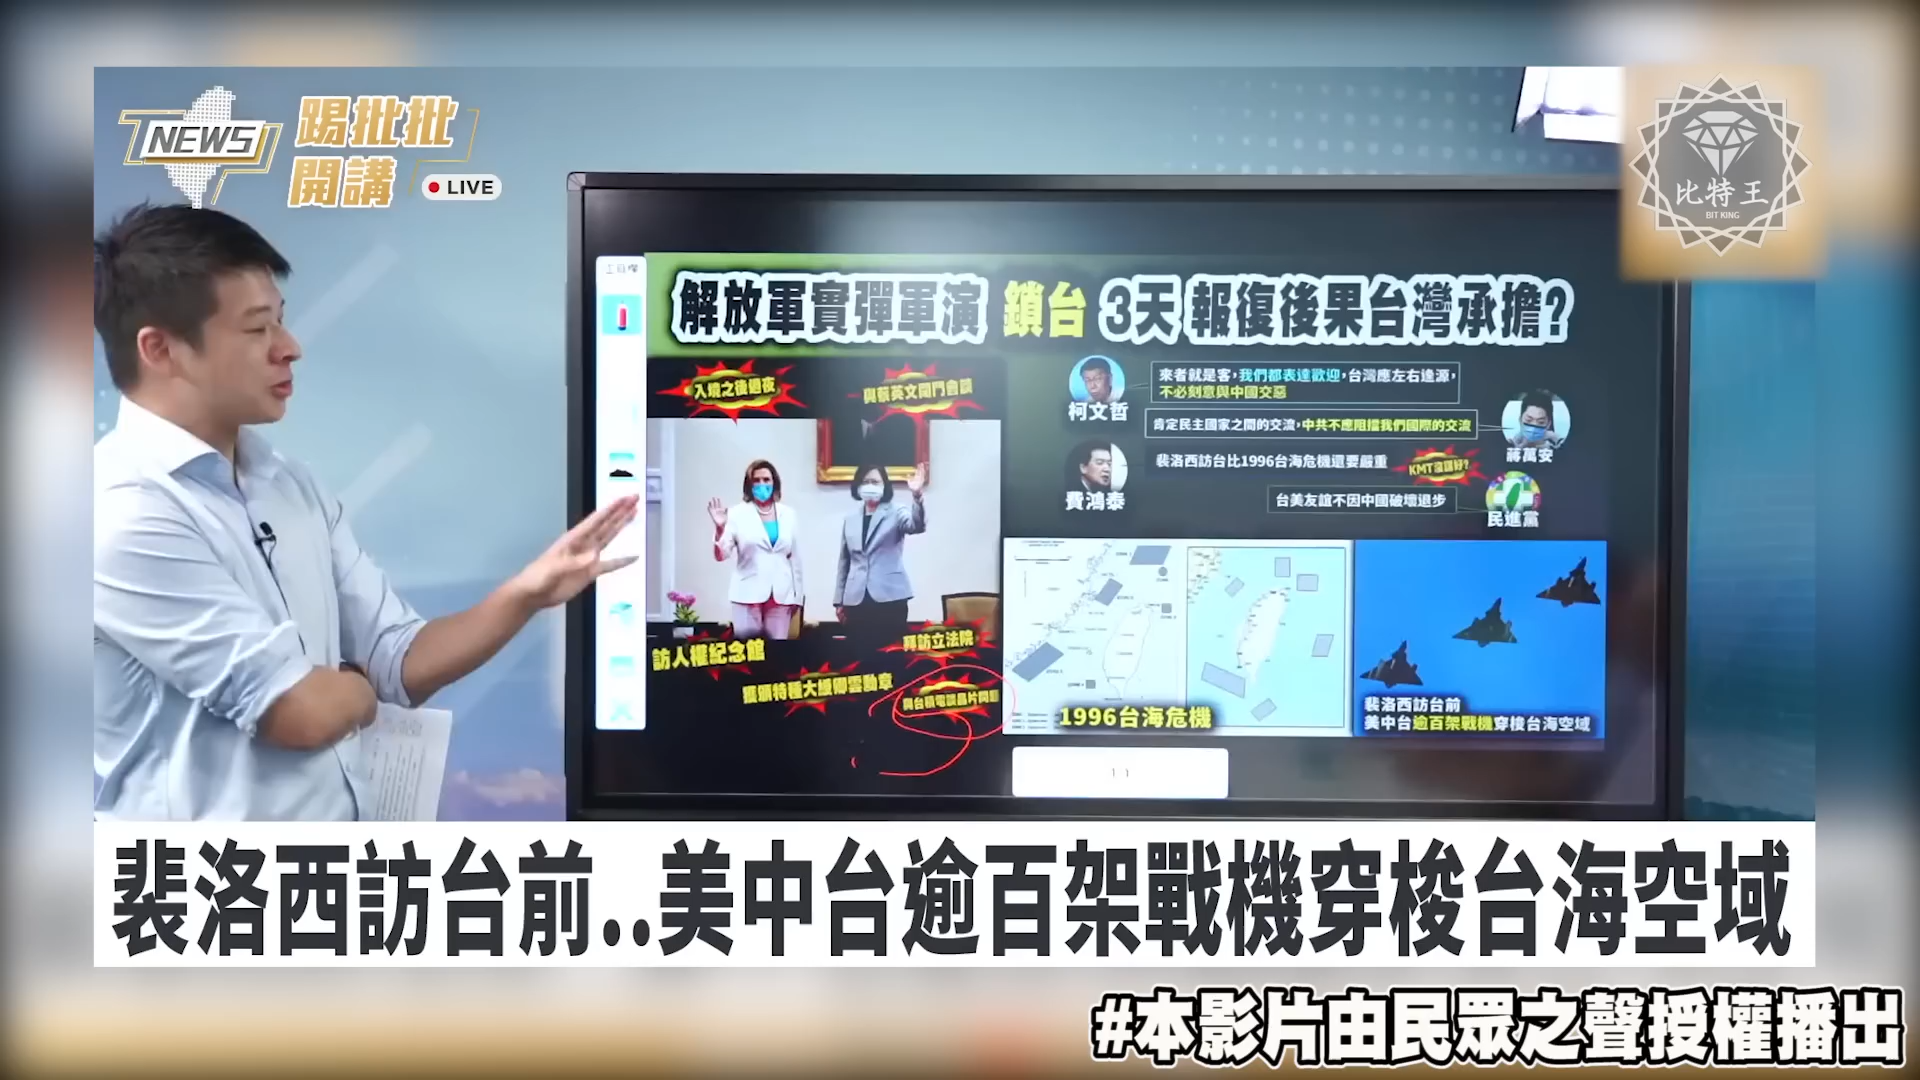 NEWS
踢批批
開講
LIVE
比特王
BIT KING
工商欄
解放軍實彈軍演 鎖台 3天 報復後果台灣承擔?
入境之後過夜
與蔡英文閉門會談
柯文哲
來者就是客,我們都表達歡迎,台灣應左右逢源,
不必刻意與中國交惡
肯定民主國家之間的交流,中共不應阻擋我們國際的交流
蔣萬安
費鴻泰
裴洛西訪台比1996台海危機還要嚴重
KMT沒講好?
台美友誼不因中國破壞退步
民進黨
訪人權紀念館
拜訪立法院
獲頒特種大綬卿雲勳章
與台積電談晶片問題
1996台海危機
裴洛西訪台前
美中台逾百架戰機穿梭台海空域
裴洛西訪台前..美中台逾百架戰機穿梭台海空域
#本影片由民眾之聲授權播出